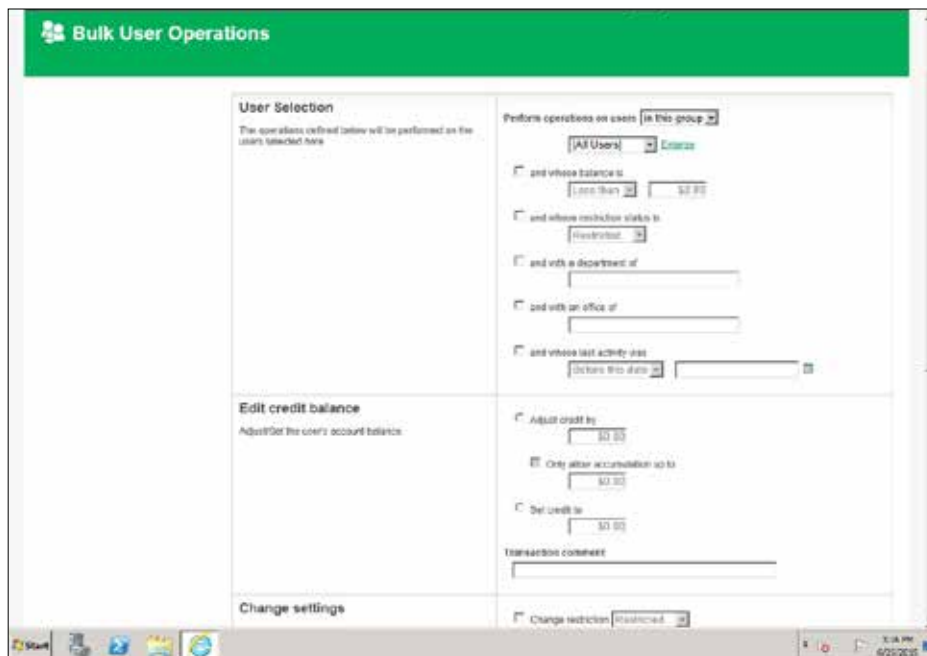 Bulk User Operations
User Selection
The operations defined below will be performed on the
users selected here
Perform operations on users in this group
[All Users]
and whose balance is
Less than $0.00
and whose restriction status is
Restricted
and with a department of
and with an office of
and whose last activity was
Before this date
Edit credit balance
Adjust/Set the user's account balance
Adjust credit by
$0.00
Only allow accumulation up to
$0.00
Set credit to
$0.00
Transaction comment
Change settings
Change restriction Restricted
Start
PM